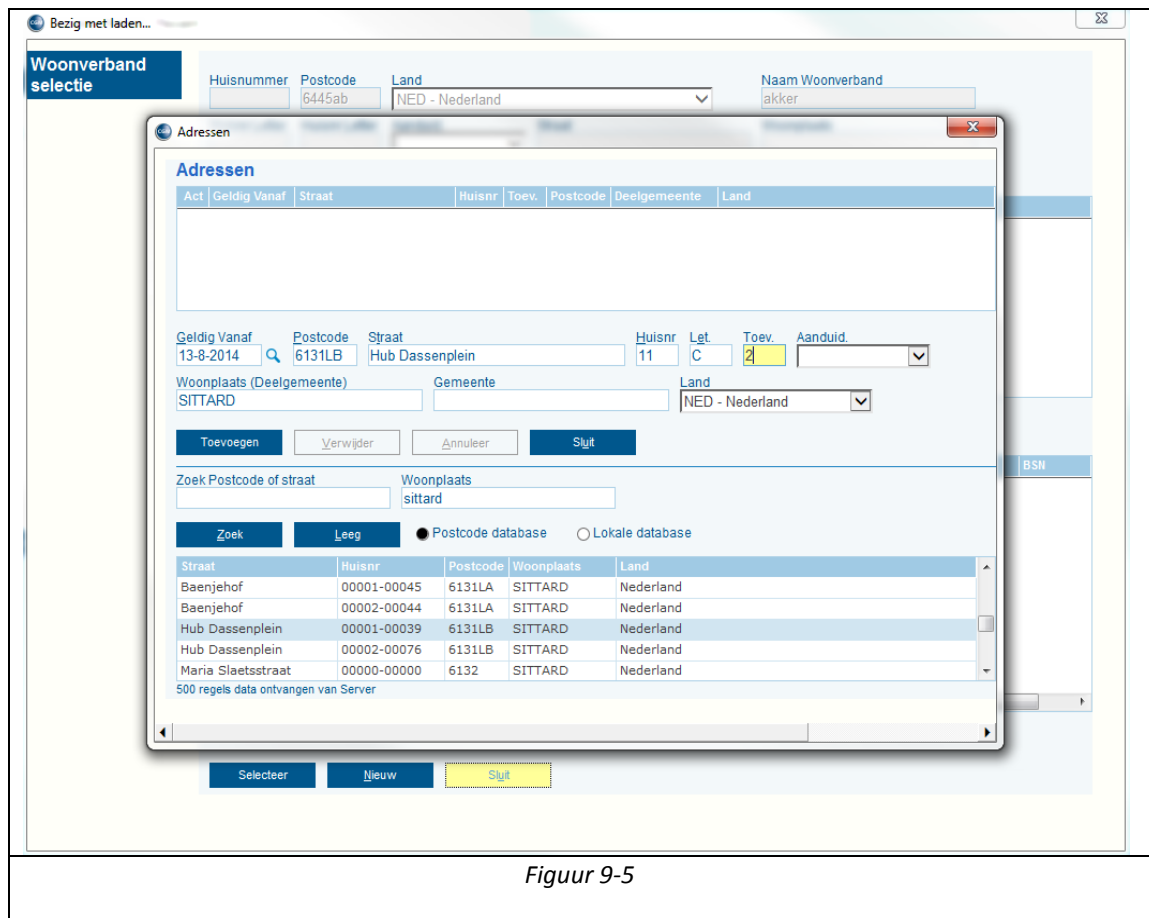 Bezig met laden...
Woonverband selectie
Huisnummer Postcode Land Naam Woonverband
6445ab NED - Nederland akker
Adressen
Adressen
Act Geldig Vanaf Straat Huisnr Toev. Postcode Deelgemeente Land
Geldig Vanaf Postcode Straat Huisnr Let. Toev. Aanduid.
13-8-2014 6131LB Hub Dassenplein 11 C 2
Woonplaats (Deelgemeente) Gemeente Land
SITTARD NED - Nederland
Toevoegen Verwijder Annuleer Sluit
BSN
Zoek Postcode of straat Woonplaats
sittard
Zoek Leeg Postcode database Lokale database
Straat Huisnr Postcode Woonplaats Land
Baenjehof 00001-00045 6131LA SITTARD Nederland
Baenjehof 00002-00044 6131LA SITTARD Nederland
Hub Dassenplein 00001-00039 6131LB SITTARD Nederland
Hub Dassenplein 00002-00076 6131LB SITTARD Nederland
Maria Slaetsstraat 00000-00000 6132 SITTARD Nederland
500 regels data ontvangen van Server
Selecteer Nieuw Sluit
Figuur 9-5